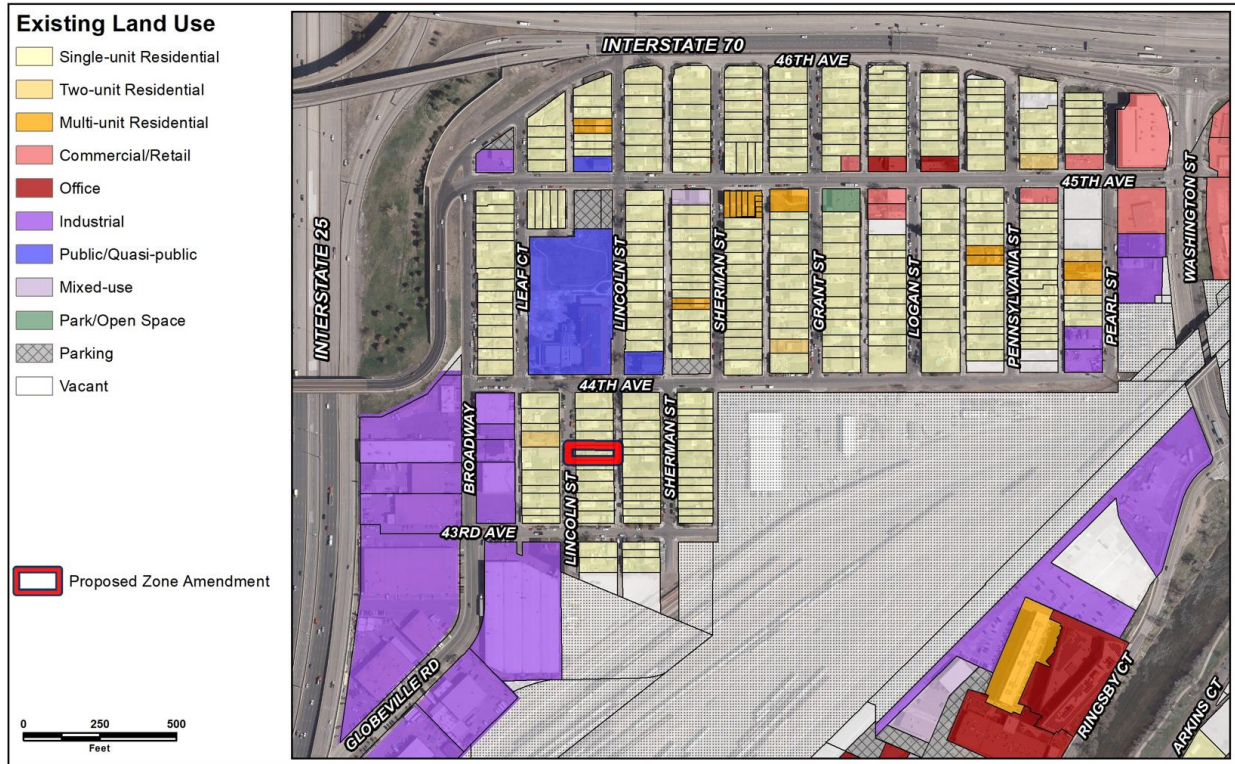 Existing Land Use
Single-unit Residential
Two-unit Residential
Multi-unit Residential
Commercial/Retail
Office
Industrial
Public/Quasi-public
Mixed-use
Park/Open Space
Parking
Vacant
Proposed Zone Amendment
0 250 500
Feet
INTERSTATE 70
46TH AVE
45TH AVE
WASHINGTON ST
INTERSTATE 25
LEAF CT
LINCOLN ST
SHERMAN ST
GRANT ST
LOGAN ST
PENNSYLVANIA ST
PEARL ST
44TH AVE
BROADWAY
LINCOLN ST
SHERMAN ST
43RD AVE
GLOBEVILLE RD
RINGSBY CT
ARKINS CT